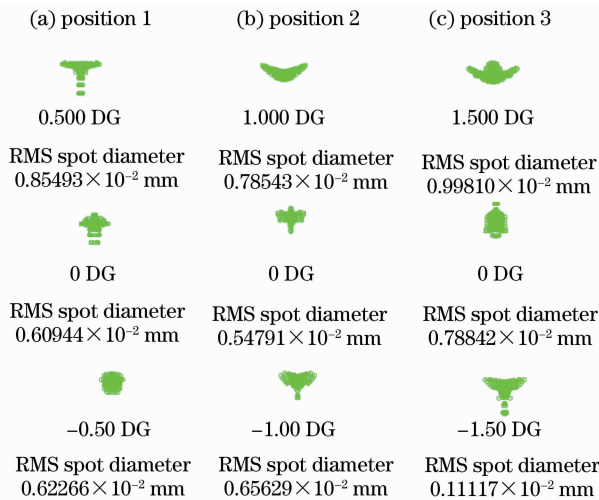 (a) position 1 (b) position 2 (c) position 3
0.500 DG 1.000 DG 1.500 DG
RMS spot diameter RMS spot diameter RMS spot diameter
0.85493×10⁻² mm 0.78543×10⁻² mm 0.99810×10⁻² mm
0 DG 0 DG 0 DG
RMS spot diameter RMS spot diameter RMS spot diameter
0.60944×10⁻² mm 0.54791×10⁻² mm 0.78842×10⁻² mm
−0.50 DG −1.00 DG −1.50 DG
RMS spot diameter RMS spot diameter RMS spot diameter
0.62266×10⁻² mm 0.65629×10⁻² mm 0.11117×10⁻² mm